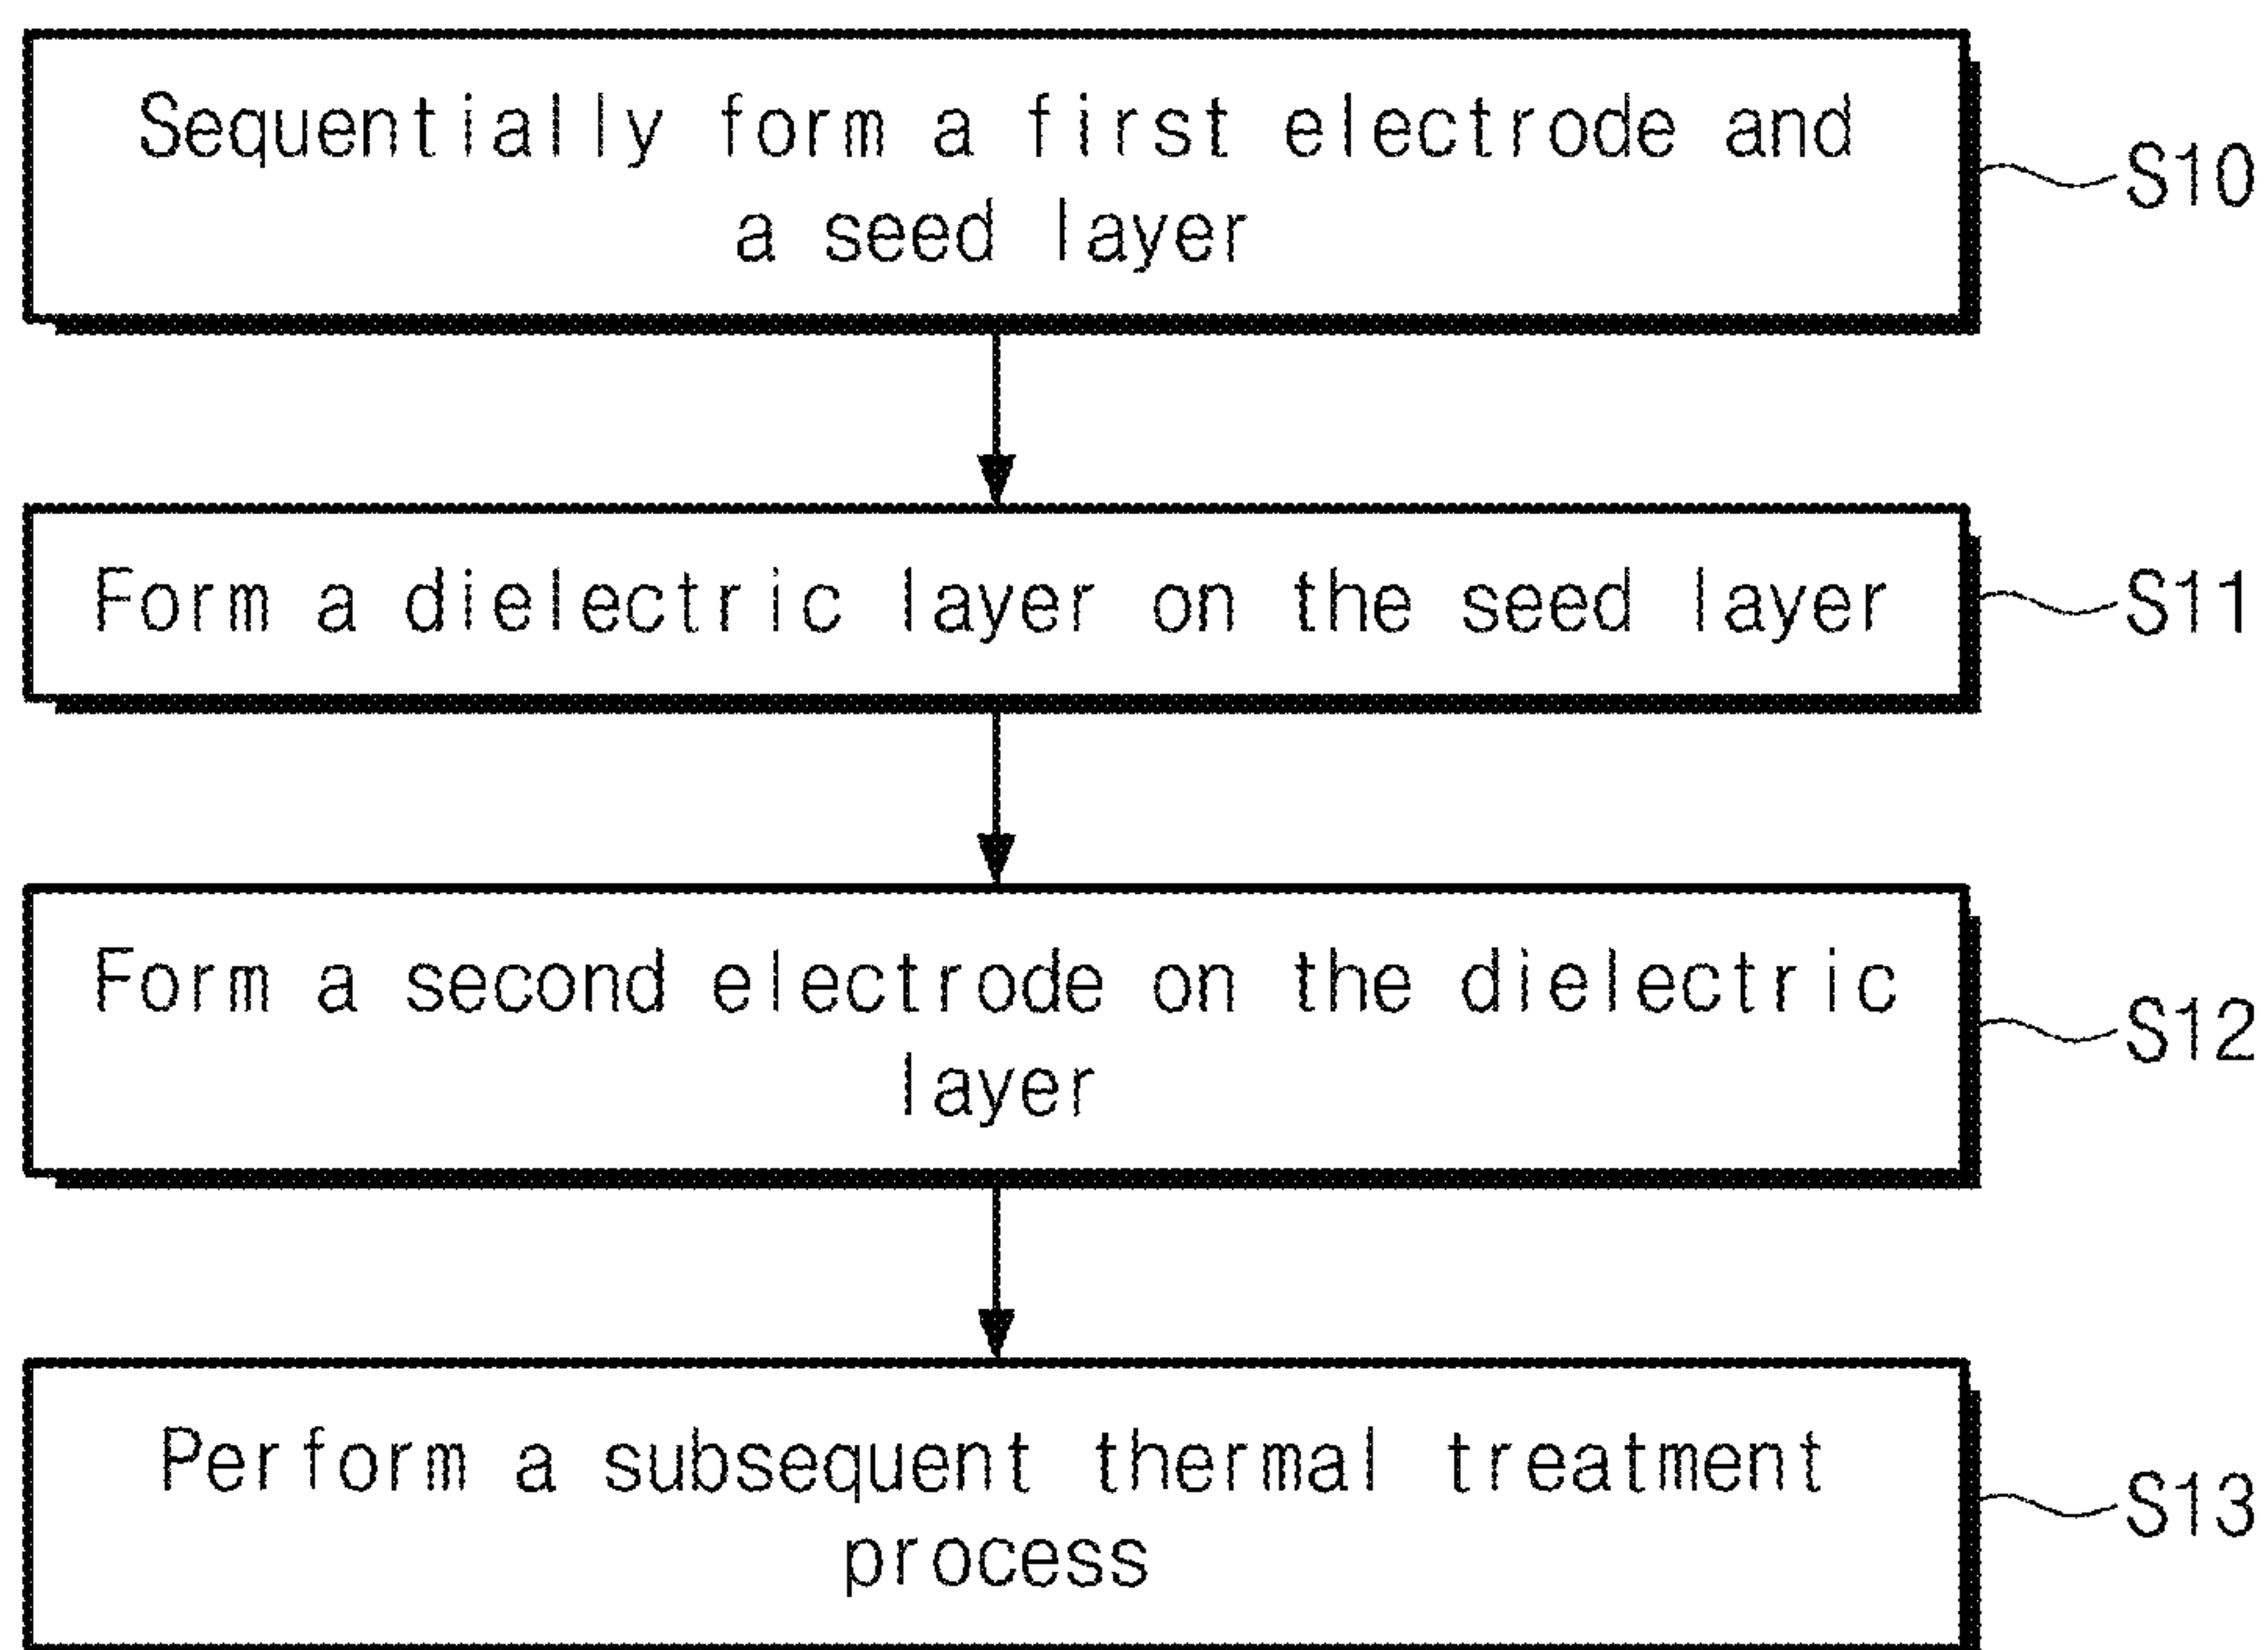 Sequentially form a first electrode and
a seed layer
S10
Form a dielectric layer on the seed layer
S11
Form a second electrode on the dielectric
layer
S12
Perform a subsequent thermal treatment
process
S13